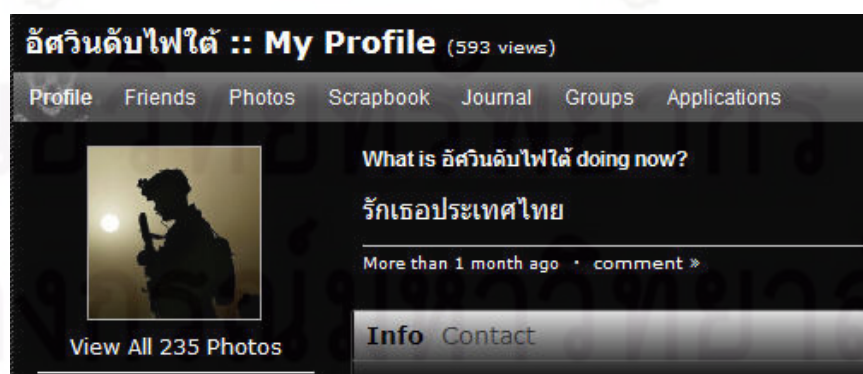 อัศวินดับไฟใต้ :: My Profile (593 views)
Profile Friends Photos Scrapbook Journal Groups Applications
What is อัศวินดับไฟใต้ doing now?
รักเธอประเทศไทย
More than 1 month ago · comment »
View All 235 Photos
Info Contact